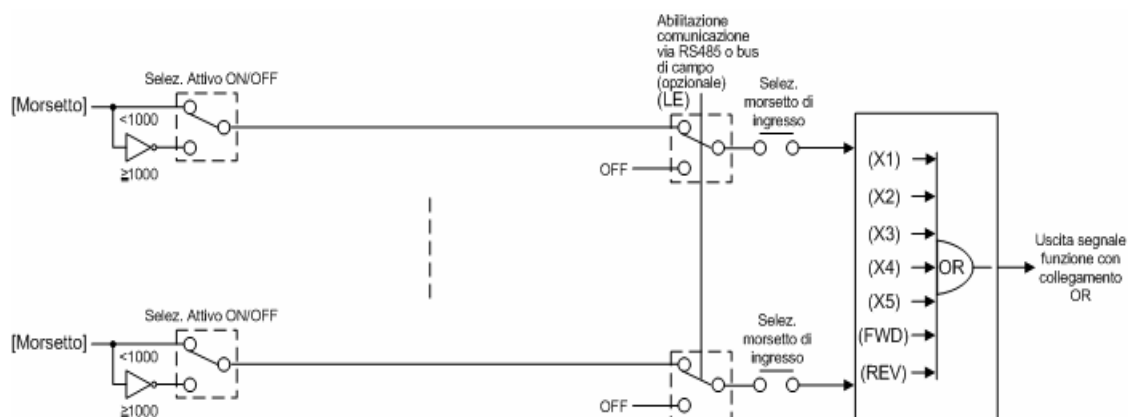 Abilitazione
comunicazione
via RS485 o bus
di campo
(opzionale)
(LE)
Selez. Attivo ON/OFF
[Morsetto]
<1000
≥1000
OFF
Selez.
morsetto di
ingresso
(X1)
(X2)
(X3)
(X4)
(X5)
(FWD)
(REV)
OR
Uscita segnale
funzione con
collegamento
OR
Selez. Attivo ON/OFF
[Morsetto]
<1000
≥1000
OFF
Selez.
morsetto di
ingresso